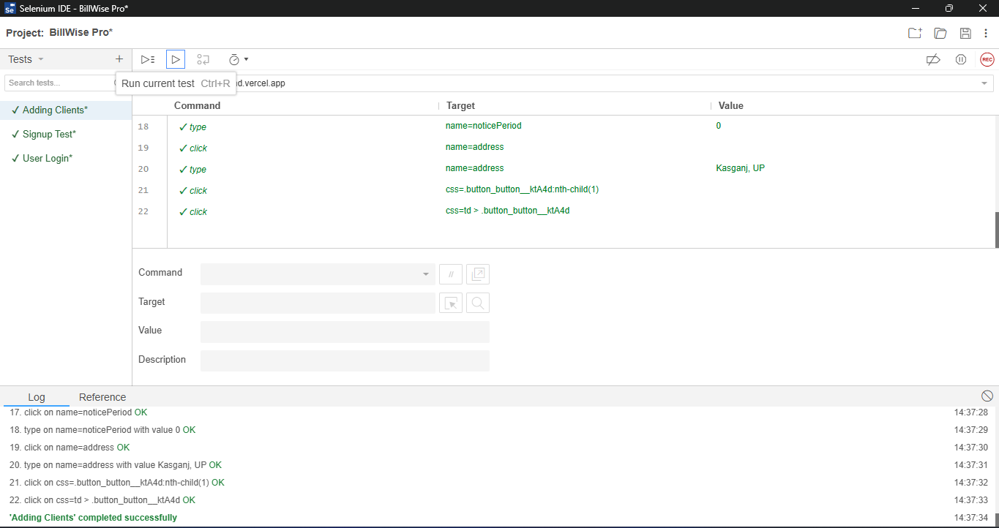 Se Selenium IDE - BillWise Pro*
Project: BillWise Pro*
Tests
REC
Search tests...
Run current test Ctrl+R
d.vercel.app
Command Target Value
✓ Adding Clients*
✓ Signup Test*
✓ User Login*
18 ✓ type name=noticePeriod 0
19 ✓ click name=address
20 ✓ type name=address Kasganj, UP
21 ✓ click css=.button_button__ktA4d:nth-child(1)
22 ✓ click css=td > .button_button__ktA4d
Command //
Target
Value
Description
Log Reference
17. click on name=noticePeriod OK 14:37:28
18. type on name=noticePeriod with value 0 OK 14:37:29
19. click on name=address OK 14:37:30
20. type on name=address with value Kasganj, UP OK 14:37:31
21. click on css=.button_button__ktA4d:nth-child(1) OK 14:37:32
22. click on css=td > .button_button__ktA4d OK 14:37:33
'Adding Clients' completed successfully 14:37:34